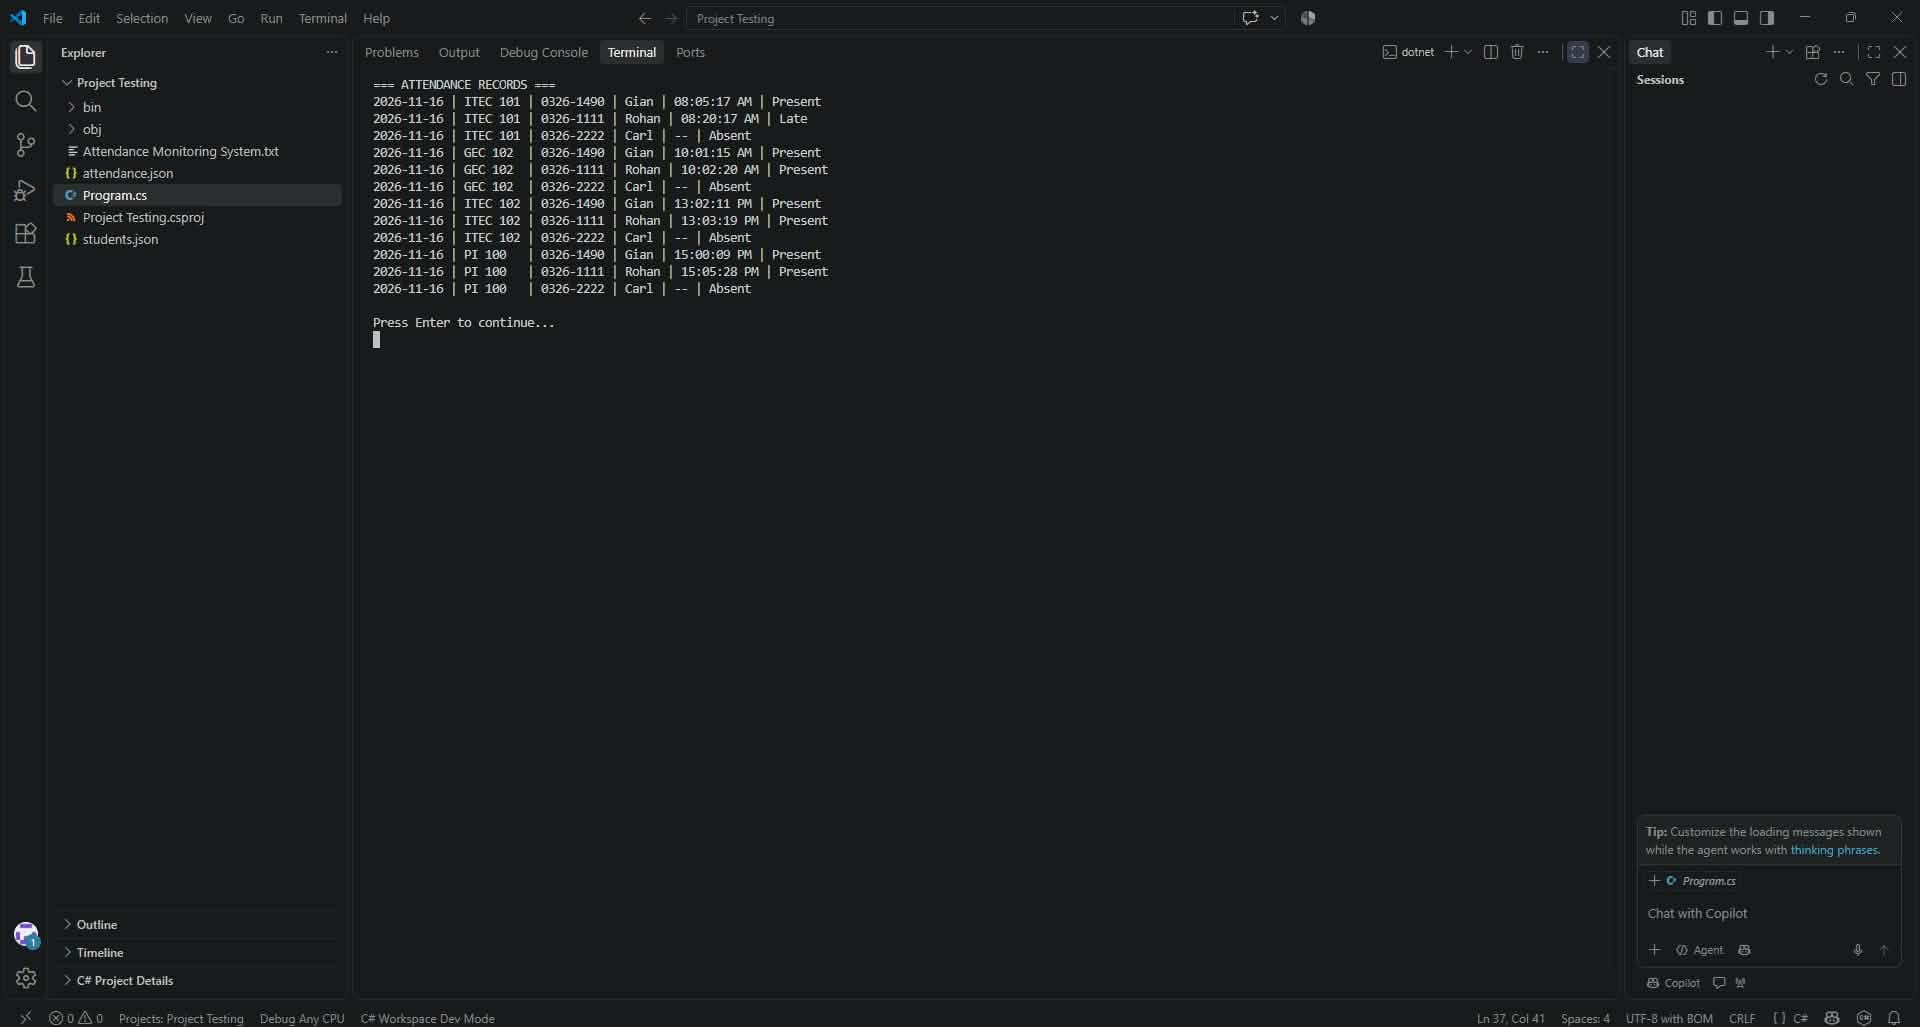 File Edit Selection View Go Run Terminal Help
Project Testing
Explorer
Project Testing
bin
obj
Attendance Monitoring System.txt
{} attendance.json
Program.cs
Project Testing.csproj
{} students.json
Outline
Timeline
C# Project Details
Problems Output Debug Console Terminal Ports
dotnet
=== ATTENDANCE RECORDS ===
2026-11-16 | ITEC 101 | 0326-1490 | Gian | 08:05:17 AM | Present
2026-11-16 | ITEC 101 | 0326-1111 | Rohan | 08:20:17 AM | Late
2026-11-16 | ITEC 101 | 0326-2222 | Carl | -- | Absent
2026-11-16 | GEC 102  | 0326-1490 | Gian | 10:01:15 AM | Present
2026-11-16 | GEC 102  | 0326-1111 | Rohan | 10:02:20 AM | Present
2026-11-16 | GEC 102  | 0326-2222 | Carl | -- | Absent
2026-11-16 | ITEC 102 | 0326-1490 | Gian | 13:02:11 PM | Present
2026-11-16 | ITEC 102 | 0326-1111 | Rohan | 13:03:19 PM | Present
2026-11-16 | ITEC 102 | 0326-2222 | Carl | -- | Absent
2026-11-16 | PI 100   | 0326-1490 | Gian | 15:00:09 PM | Present
2026-11-16 | PI 100   | 0326-1111 | Rohan | 15:05:28 PM | Present
2026-11-16 | PI 100   | 0326-2222 | Carl | -- | Absent
Press Enter to continue...
Chat
Sessions
Tip: Customize the loading messages shown
while the agent works with thinking phrases.
Program.cs
Chat with Copilot
Agent
Copilot
1
0 0 Projects: Project Testing Debug Any CPU C# Workspace Dev Mode
Ln 37, Col 41 Spaces: 4 UTF-8 with BOM CRLF {} C#